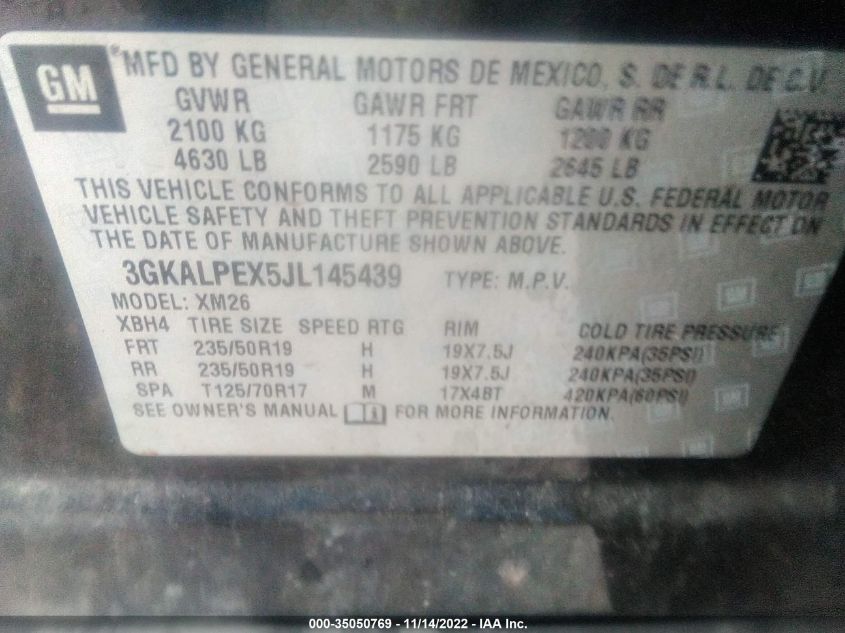 GM ® MFD BY GENERAL MOTORS DE MEXICO, S. DE R.L. DE C.V.
GVWR GAWR FRT GAWR RR
2100 KG 1175 KG 1200 KG
4630 LB 2590 LB 2645 LB
THIS VEHICLE CONFORMS TO ALL APPLICABLE U.S. FEDERAL MOTOR
VEHICLE SAFETY AND THEFT PREVENTION STANDARDS IN EFFECT ON
THE DATE OF MANUFACTURE SHOWN ABOVE.
3GKALPEX5JL145439 TYPE: M.P.V.
MODEL: XM26
XBH4 TIRE SIZE SPEED RTG RIM COLD TIRE PRESSURE
FRT 235/50R19 H 19X7.5J 240KPA(35PSI)
RR 235/50R19 H 19X7.5J 240KPA(35PSI)
SPA T125/70R17 M 17X4BT 420KPA(60PSI)
SEE OWNER'S MANUAL FOR MORE INFORMATION.
000-35050769 - 11/14/2022 - IAA Inc.